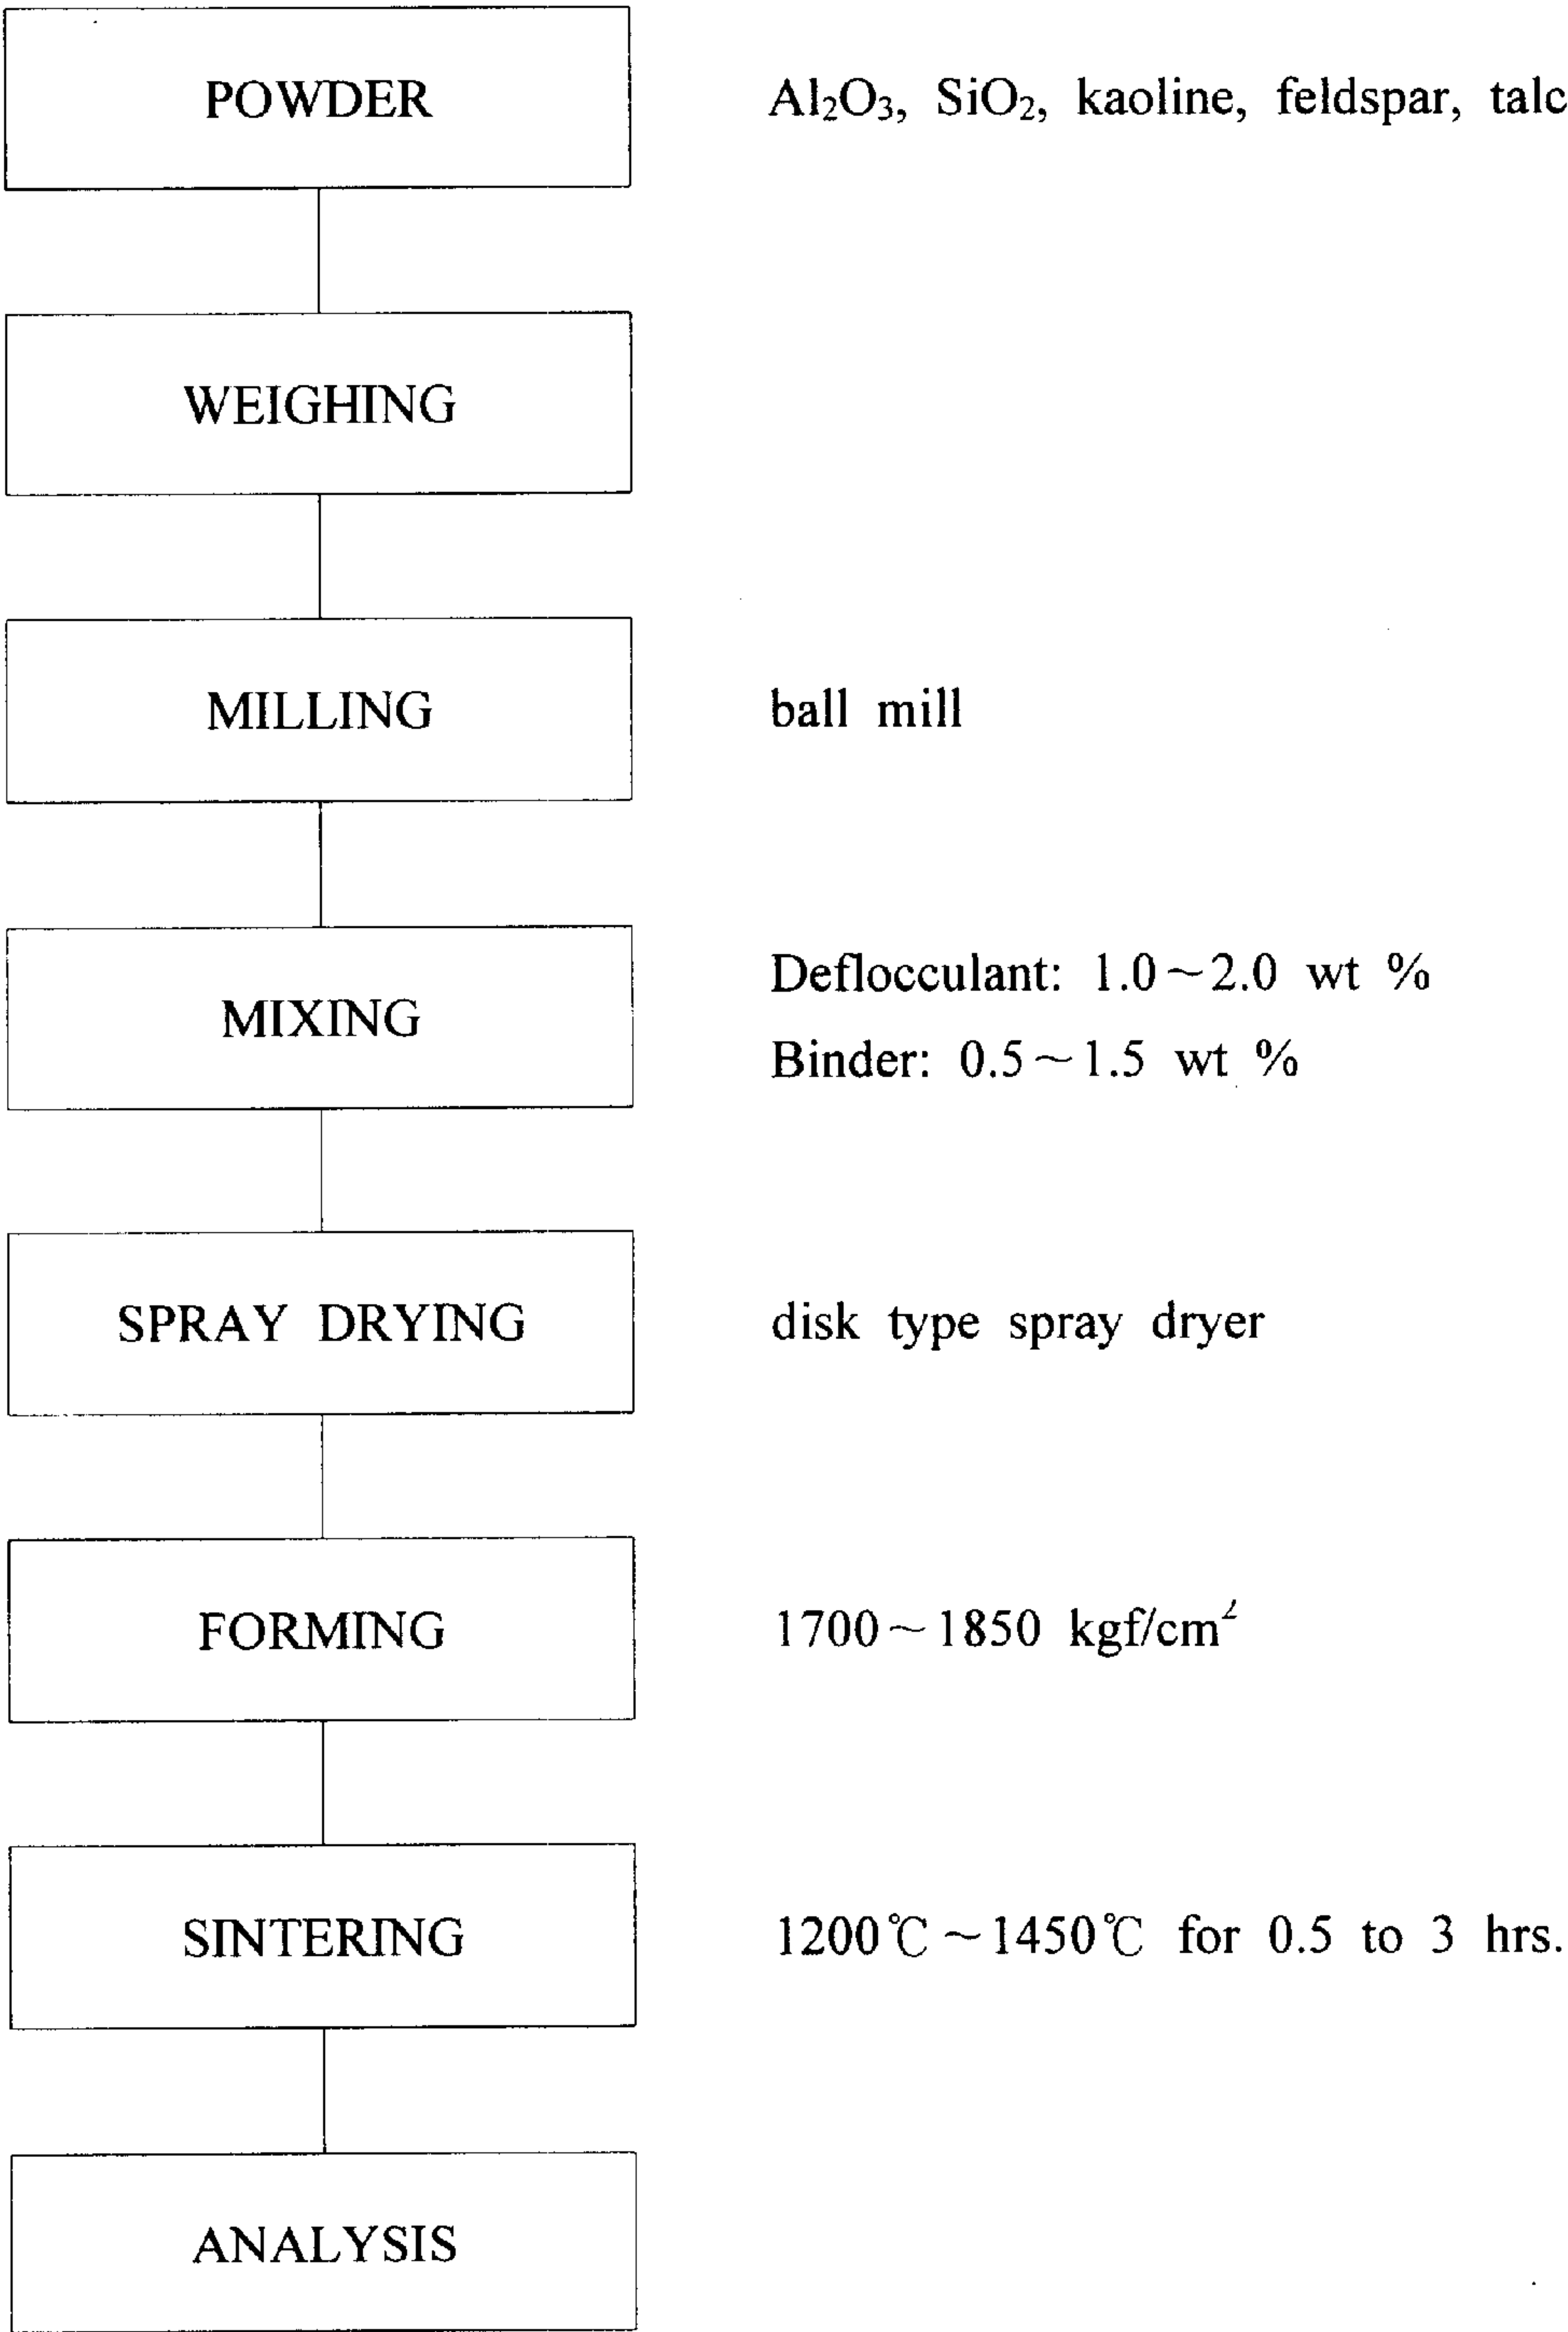 POWDER
Al₂O₃, SiO₂, kaoline, feldspar, talc
WEIGHING
MILLING
ball mill
MIXING
Deflocculant: 1.0~2.0 wt %
Binder: 0.5~1.5 wt %
SPRAY DRYING
disk type spray dryer
FORMING
1700~1850 kgf/cm²
SINTERING
1200℃~1450℃ for 0.5 to 3 hrs.
ANALYSIS